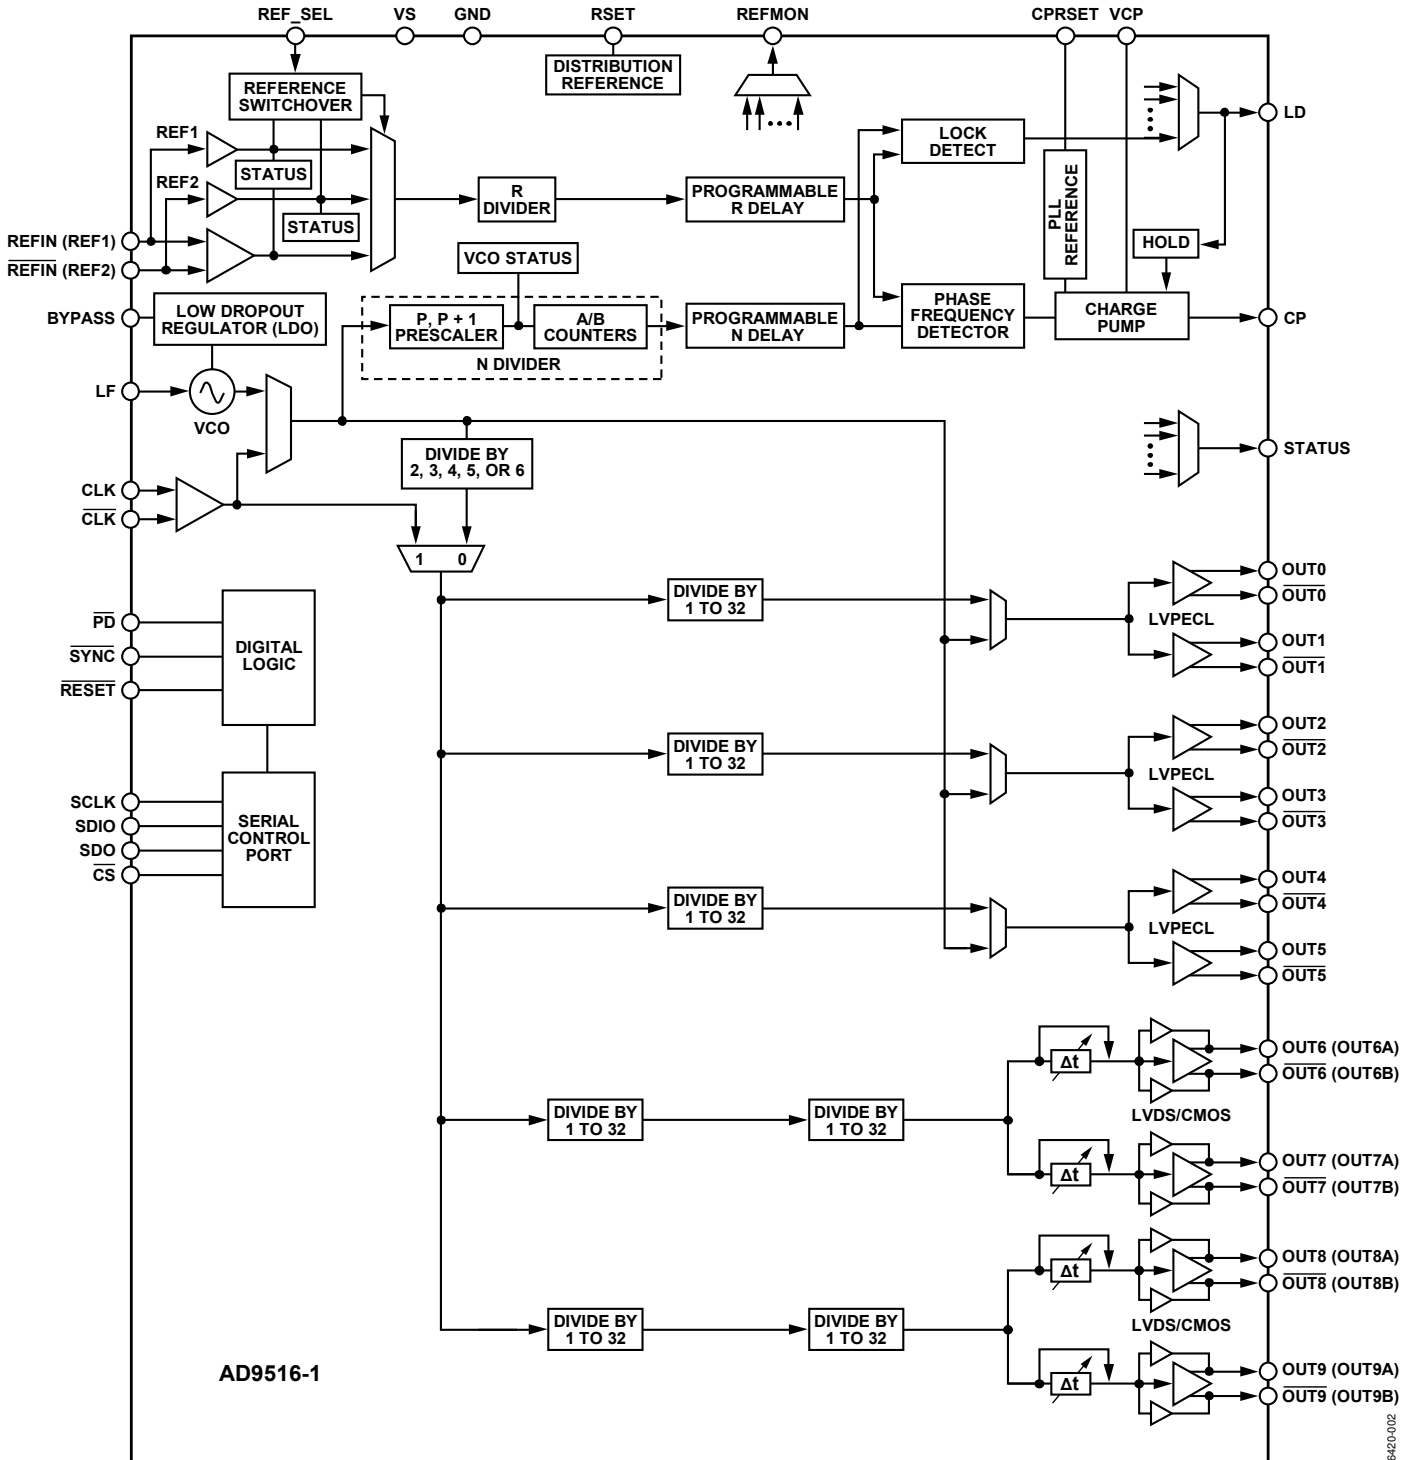 REF_SEL VS GND RSET REFMON CPRSET VCP
DISTRIBUTION
REFERENCE
REFERENCE
SWITCHOVER
REF1
STATUS
REF2
STATUS
REFIN (REF1)
REFIN (REF2)
BYPASS
LOW DROPOUT
REGULATOR (LDO)
LF
VCO
R
DIVIDER
VCO STATUS
P, P + 1
PRESCALER
A/B
COUNTERS
N DIVIDER
PROGRAMMABLE
R DELAY
PROGRAMMABLE
N DELAY
LOCK
DETECT
PHASE
FREQUENCY
DETECTOR
PLL
REFERENCE
HOLD
CHARGE
PUMP
LD
CP
STATUS
DIVIDE BY
2, 3, 4, 5, OR 6
CLK
CLK
1 0
PD
SYNC
RESET
DIGITAL
LOGIC
SCLK
SDIO
SDO
CS
SERIAL
CONTROL
PORT
DIVIDE BY
1 TO 32
LVPECL
OUT0
OUT0
OUT1
OUT1
DIVIDE BY
1 TO 32
LVPECL
OUT2
OUT2
OUT3
OUT3
DIVIDE BY
1 TO 32
LVPECL
OUT4
OUT4
OUT5
OUT5
DIVIDE BY
1 TO 32
DIVIDE BY
1 TO 32
Δt
Δt
LVDS/CMOS
OUT6 (OUT6A)
OUT6 (OUT6B)
OUT7 (OUT7A)
OUT7 (OUT7B)
DIVIDE BY
1 TO 32
DIVIDE BY
1 TO 32
Δt
Δt
LVDS/CMOS
OUT8 (OUT8A)
OUT8 (OUT8B)
OUT9 (OUT9A)
OUT9 (OUT9B)
AD9516-1
6420-002